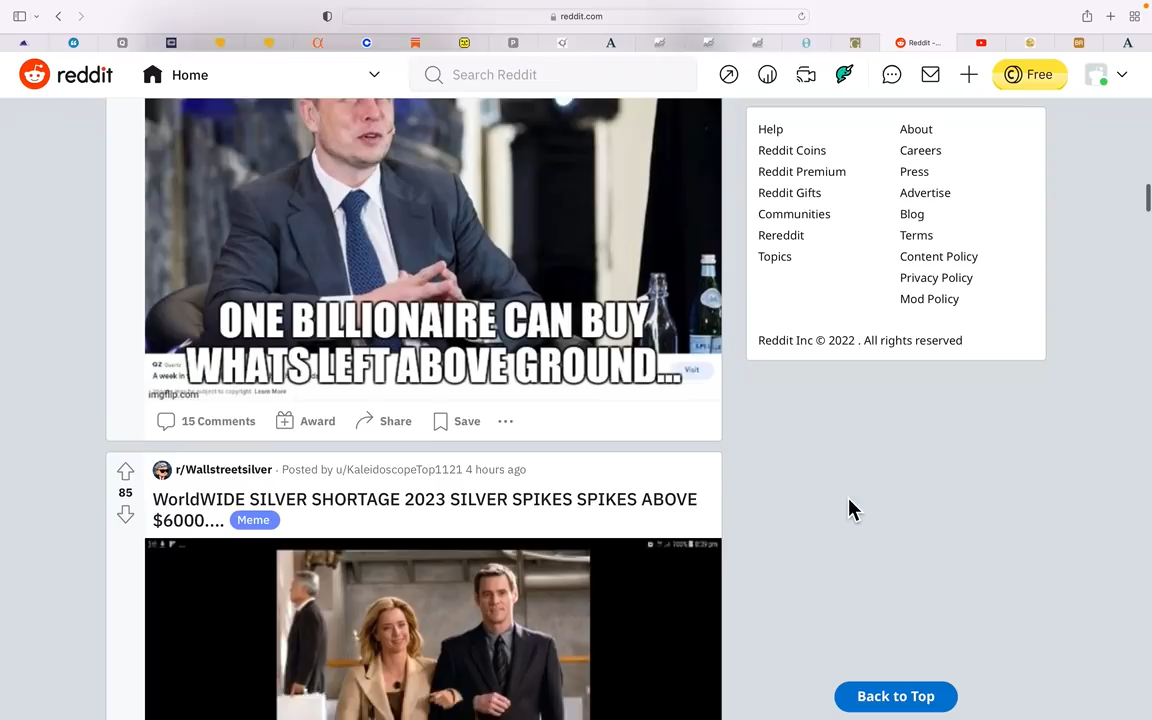 reddit.com
Reddit -...
reddit
Home
Search Reddit
Free
ONE BILLIONAIRE CAN BUY
WHATS LEFT ABOVE GROUND...
Visit
imgflip.com
15 Comments
Award
Share
Save
r/Wallstreetsilver · Posted by u/KaleidoscopeTop1121 4 hours ago
85
WorldWIDE SILVER SHORTAGE 2023 SILVER SPIKES SPIKES ABOVE
$6000.... Meme
Help
About
Reddit Coins
Careers
Reddit Premium
Press
Reddit Gifts
Advertise
Communities
Blog
Rereddit
Terms
Topics
Content Policy
Privacy Policy
Mod Policy
Reddit Inc © 2022 . All rights reserved
Back to Top